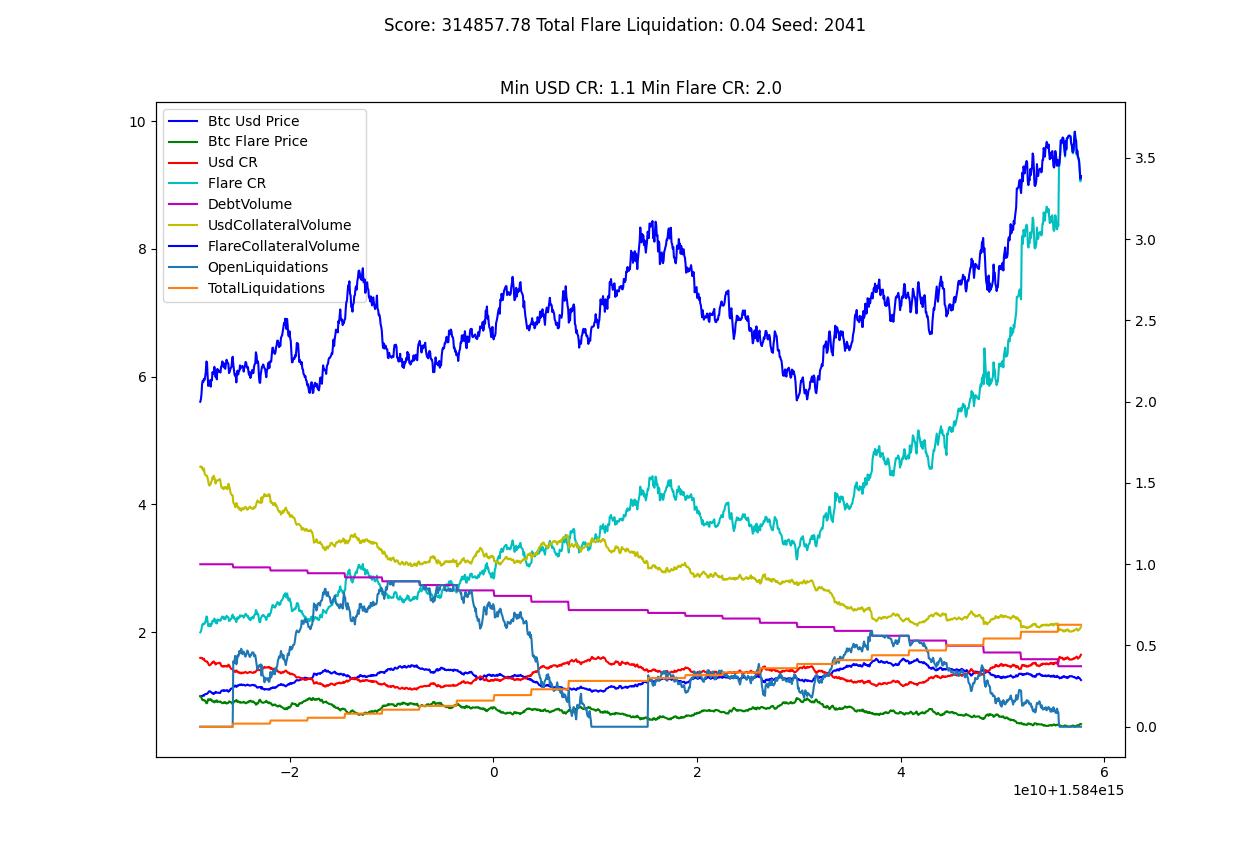 Score: 314857.78 Total Flare Liquidation: 0.04 Seed: 2041
Min USD CR: 1.1 Min Flare CR: 2.0
Btc Usd Price
Btc Flare Price
Usd CR
Flare CR
DebtVolume
UsdCollateralVolume
FlareCollateralVolume
OpenLiquidations
TotalLiquidations
10
8
6
4
2
3.5
3.0
2.5
2.0
1.5
1.0
0.5
0.0
−2
0
2
4
6
1e10+1.584e15